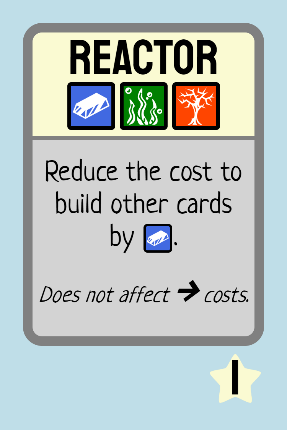 REACTOR
Reduce the cost to
build other cards
by .
Does not affect → costs.
1